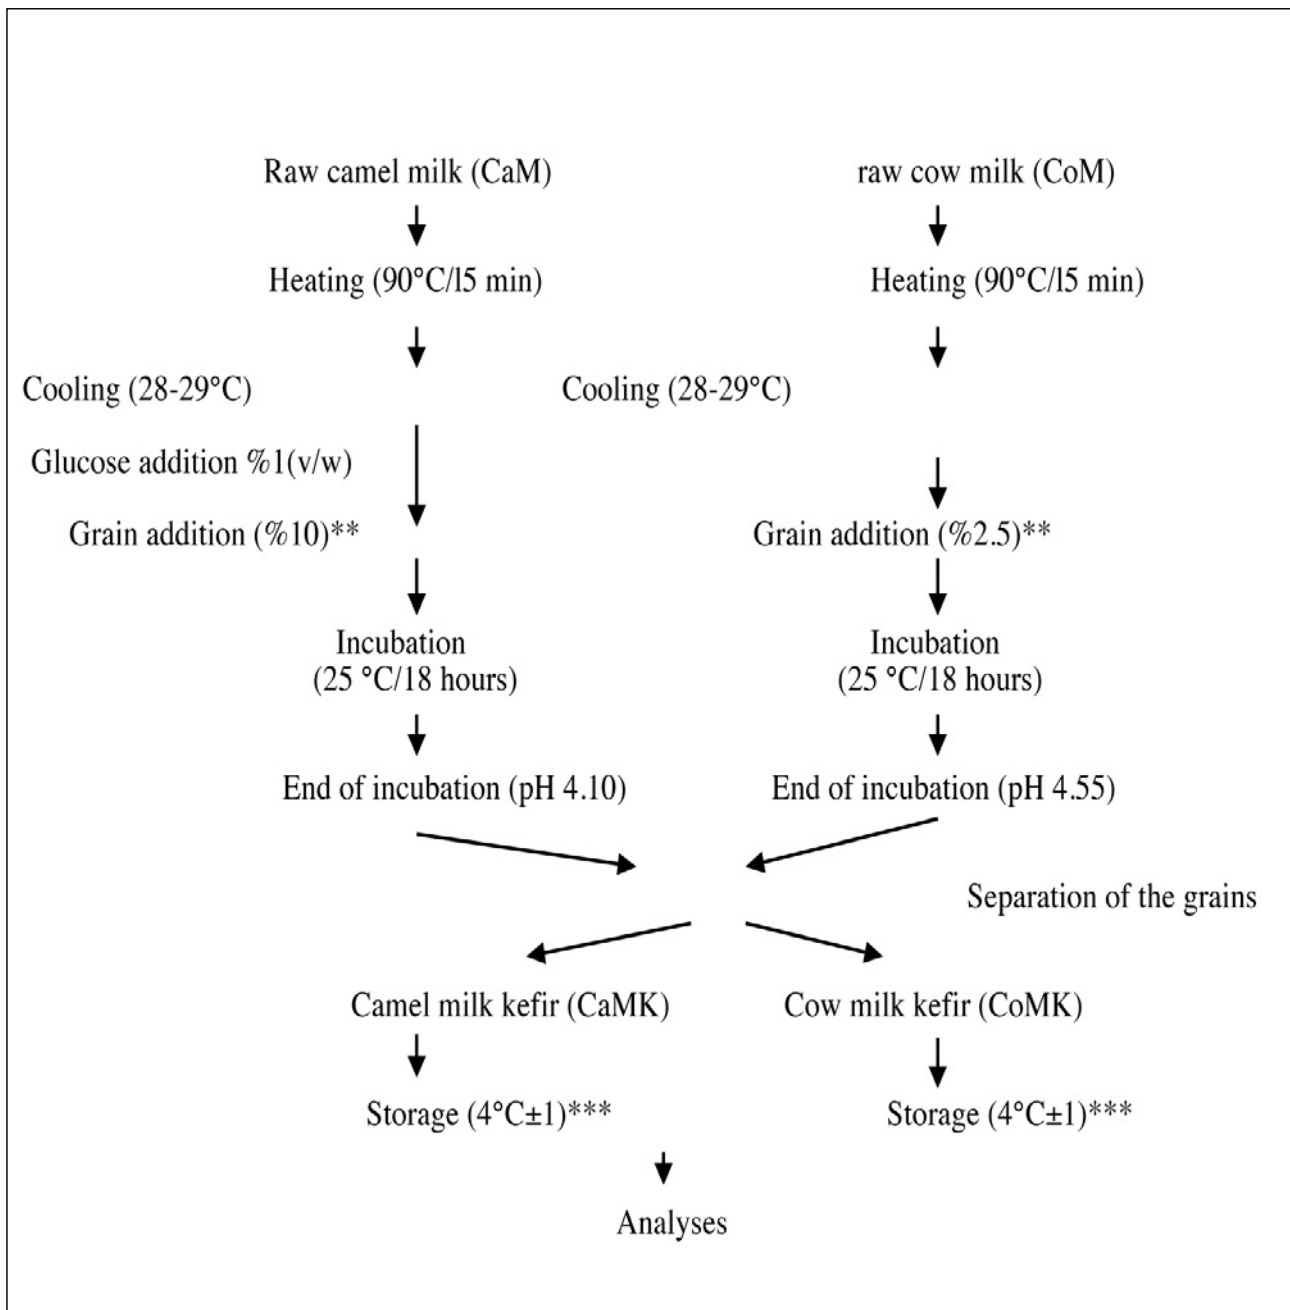 Raw camel milk (CaM)
raw cow milk (CoM)
Heating (90°C/l5 min)
Heating (90°C/l5 min)
Cooling (28-29°C)
Cooling (28-29°C)
Glucose addition %1(v/w)
Grain addition (%10)**
Grain addition (%2.5)**
Incubation
(25 °C/18 hours)
Incubation
(25 °C/18 hours)
End of incubation (pH 4.10)
End of incubation (pH 4.55)
Separation of the grains
Camel milk kefir (CaMK)
Cow milk kefir (CoMK)
Storage (4°C±1)***
Storage (4°C±1)***
Analyses